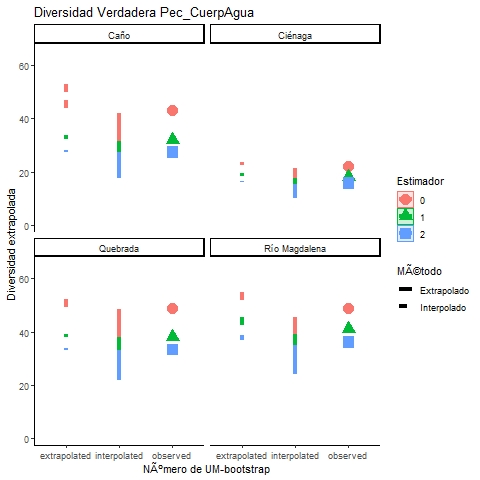 Diversidad Verdadera Pec_CuerpAgua
Caño
Ciénaga
60
40
20
0
Quebrada
Río Magdalena
60
40
20
0
Diversidad extrapolada
extrapolated
interpolated
observed
extrapolated
interpolated
observed
NÃºmero de UM-bootstrap
Estimador
0
1
2
MÃ©todo
Extrapolado
Interpolado